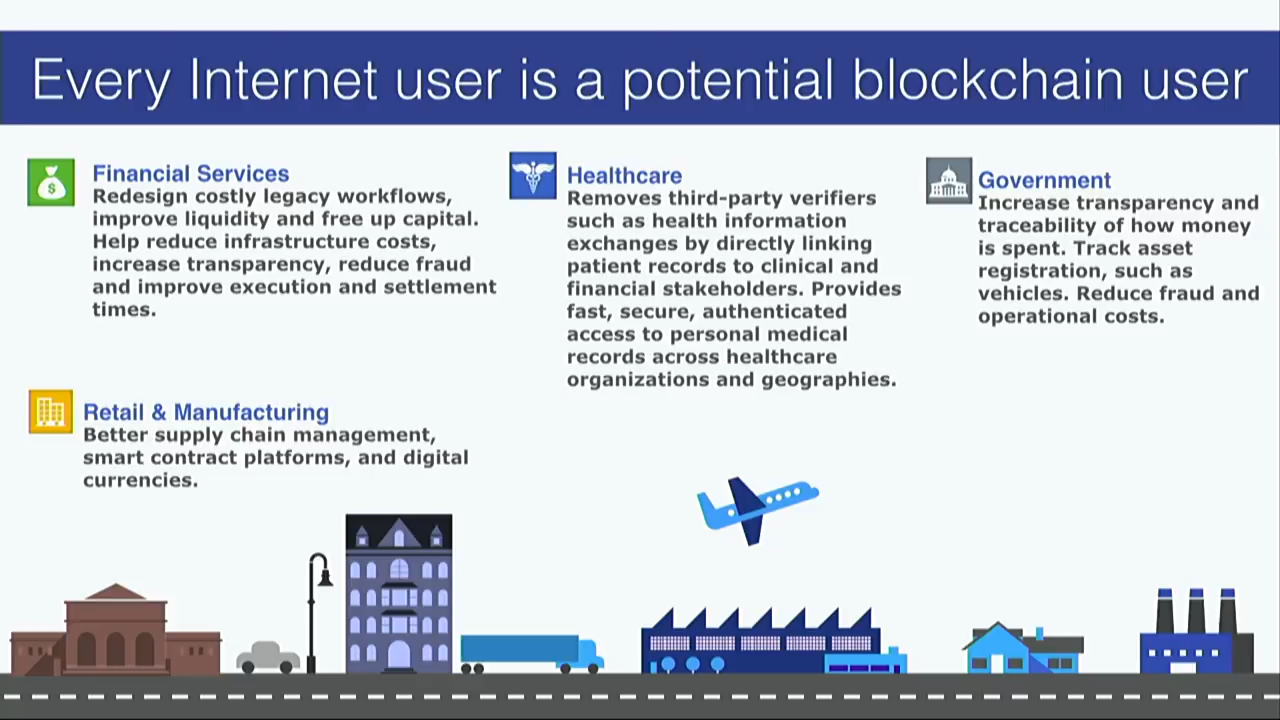 Every Internet user is a potential blockchain user
Financial Services
Redesign costly legacy workflows,
improve liquidity and free up capital.
Help reduce infrastructure costs,
increase transparency, reduce fraud
and improve execution and settlement
times.
Healthcare
Removes third-party verifiers
such as health information
exchanges by directly linking
patient records to clinical and
financial stakeholders. Provides
fast, secure, authenticated
access to personal medical
records across healthcare
organizations and geographies.
Government
Increase transparency and
traceability of how money
is spent. Track asset
registration, such as
vehicles. Reduce fraud and
operational costs.
Retail & Manufacturing
Better supply chain management,
smart contract platforms, and digital
currencies.